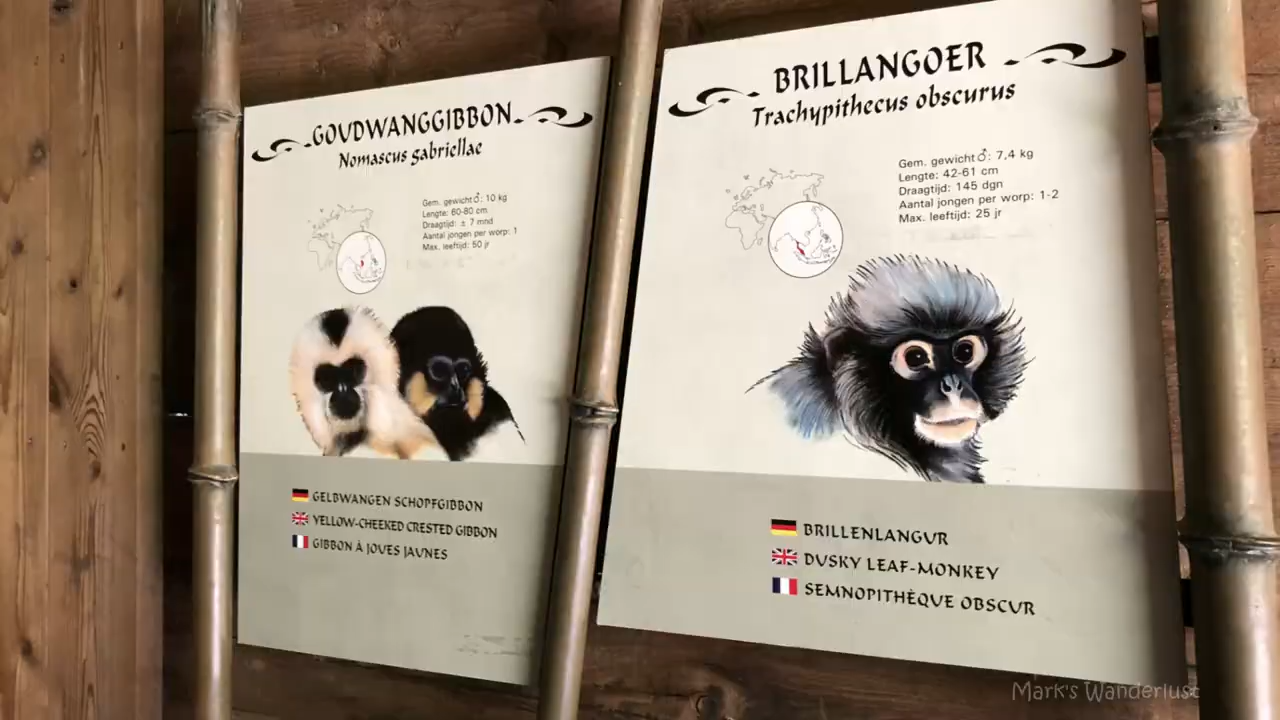 GOUDWANGGIBBON
Nomascus gabriellae
Gem. gewicht♂: 10 kg
Lengte: 60-80 cm
Draagtijd: ± 7 mnd
Aantal jongen per worp: 1
Max. leeftijd: 50 jr
GELBWANGEN SCHOPFGIBBON
YELLOW-CHEEKED CRESTED GIBBON
GIBBON À JOUES JAUNES
BRILLANGOER
Trachypithecus obscurus
Gem. gewicht♂: 7,4 kg
Lengte: 42-61 cm
Draagtijd: 145 dgn
Aantal jongen per worp: 1-2
Max. leeftijd: 25 jr
BRILLENLANGUR
DUSKY LEAF-MONKEY
SEMNOPITHÈQUE OBSCUR
Mark's Wanderlust